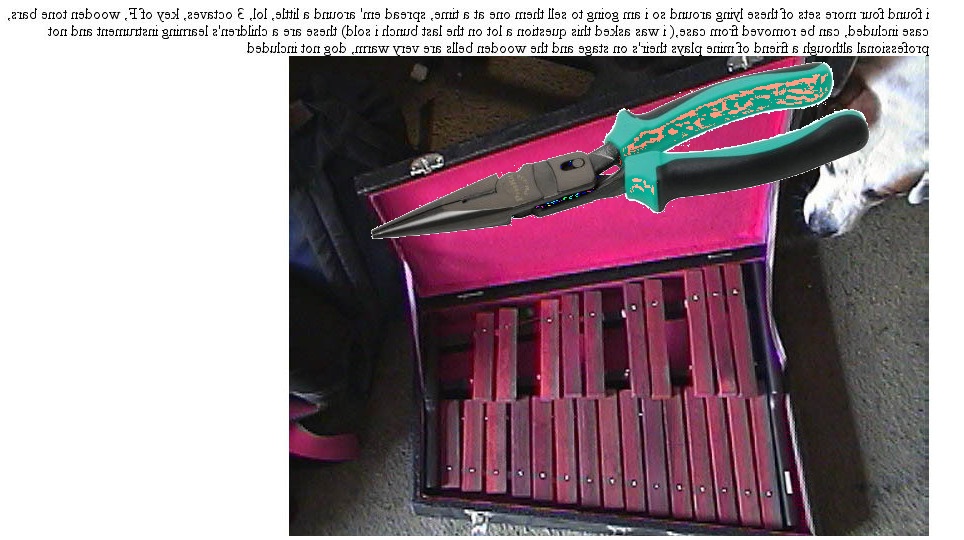 i found four more sets of these lying around so i am going to sell them one at a time, spread em' around a little, lol, 3 octaves, key of F, wooden tone bars,
case included, can be removed from case,( i was asked this question a lot on the last bunch i sold) these are a children's learning instrument and not
professional although a friend of mine plays their's on stage and the wooden bells are very warm, dog not included